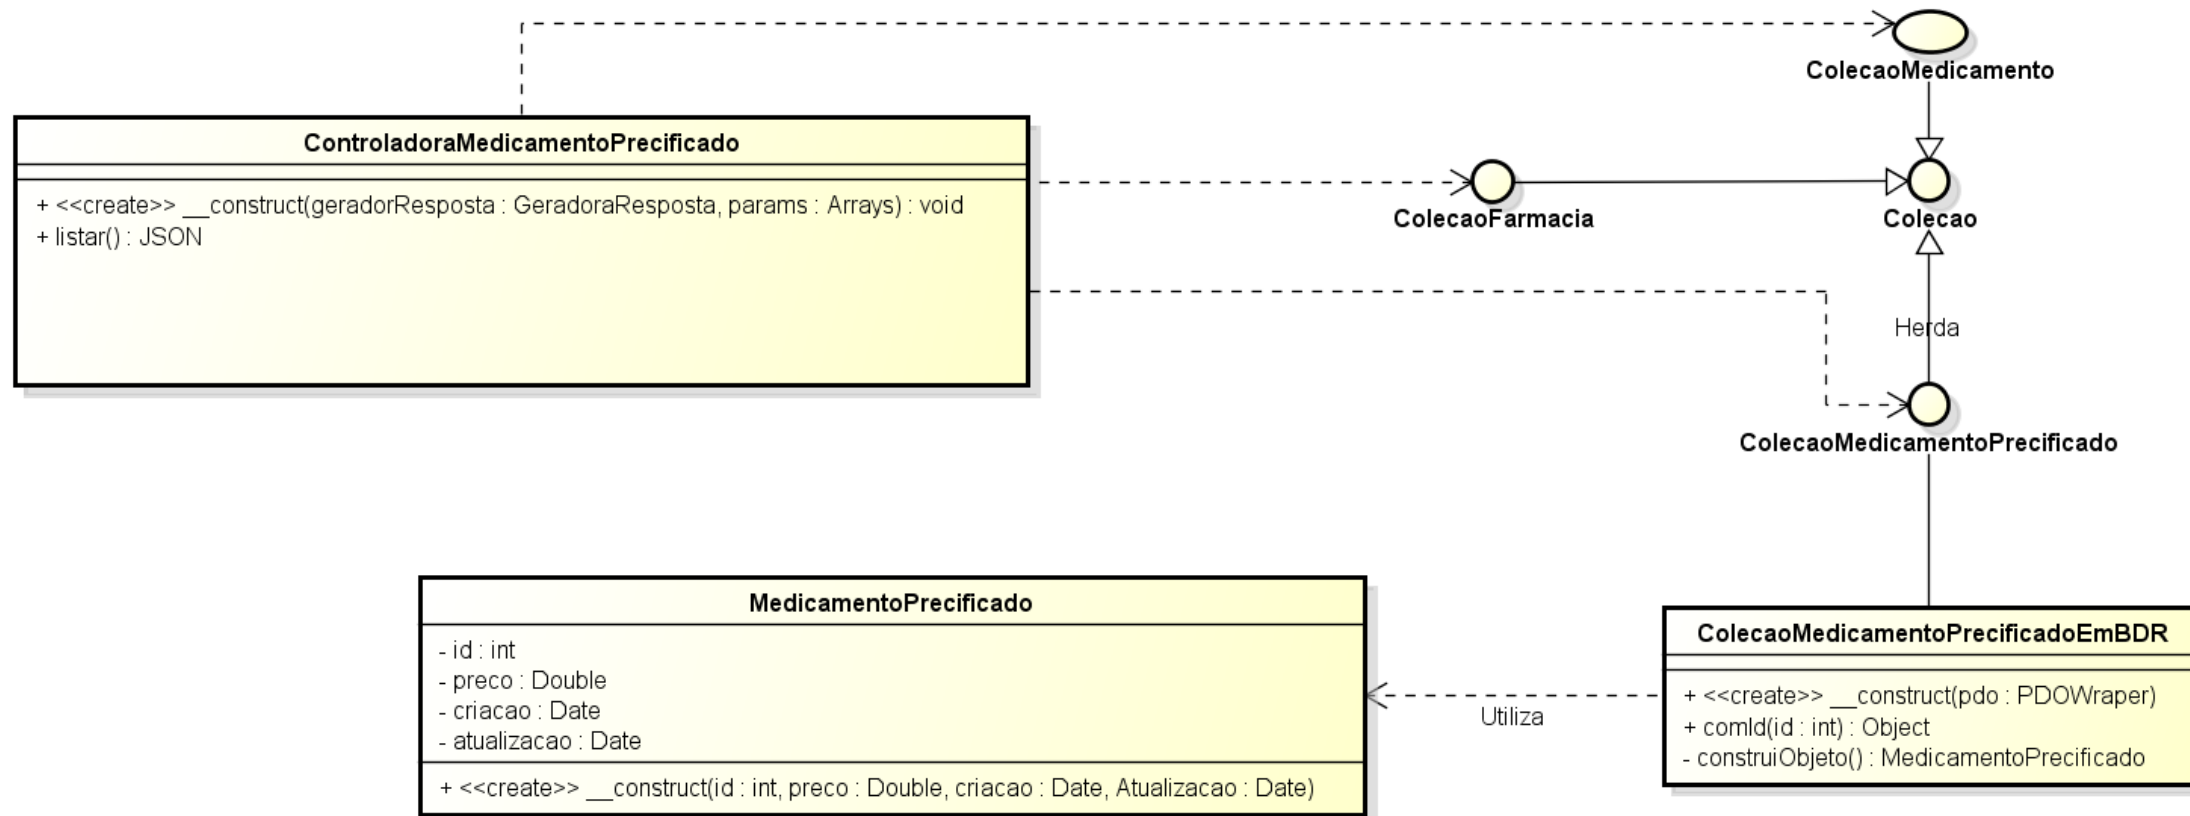 ColecaoMedicamento
ControladoraMedicamentoPrecificado
+ <<create>> __construct(geradorResposta : GeradoraResposta, params : Arrays) : void
+ listar() : JSON
ColecaoFarmacia
Colecao
Herda
ColecaoMedicamentoPrecificado
MedicamentoPrecificado
- id : int
- preco : Double
- criacao : Date
- atualizacao : Date
+ <<create>> __construct(id : int, preco : Double, criacao : Date, Atualizacao : Date)
Utiliza
ColecaoMedicamentoPrecificadoEmBDR
+ <<create>> __construct(pdo : PDOWraper)
+ comId(id : int) : Object
- construiObjeto() : MedicamentoPrecificado